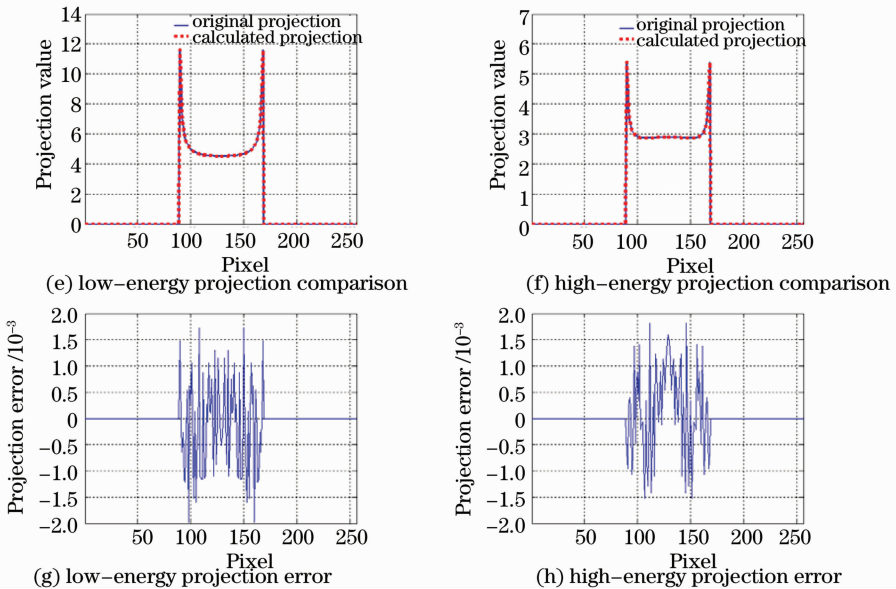 14
12
10
8
6
4
2
0
50 100 150 200 250
Projection value
Pixel
original projection
calculated projection
(e) low-energy projection comparison
7
6
5
4
3
2
1
0
50 100 150 200 250
Projection value
Pixel
original projection
calculated projection
(f) high-energy projection comparison
2.0
1.5
1.0
0.5
0
-0.5
-1.0
-1.5
-2.0
50 100 150 200 250
Projection error /10⁻³
Pixel
(g) low-energy projection error
2.0
1.5
1.0
0.5
0
-0.5
-1.0
-1.5
-2.0
50 100 150 200 250
Projection error /10⁻³
Pixel
(h) high-energy projection error